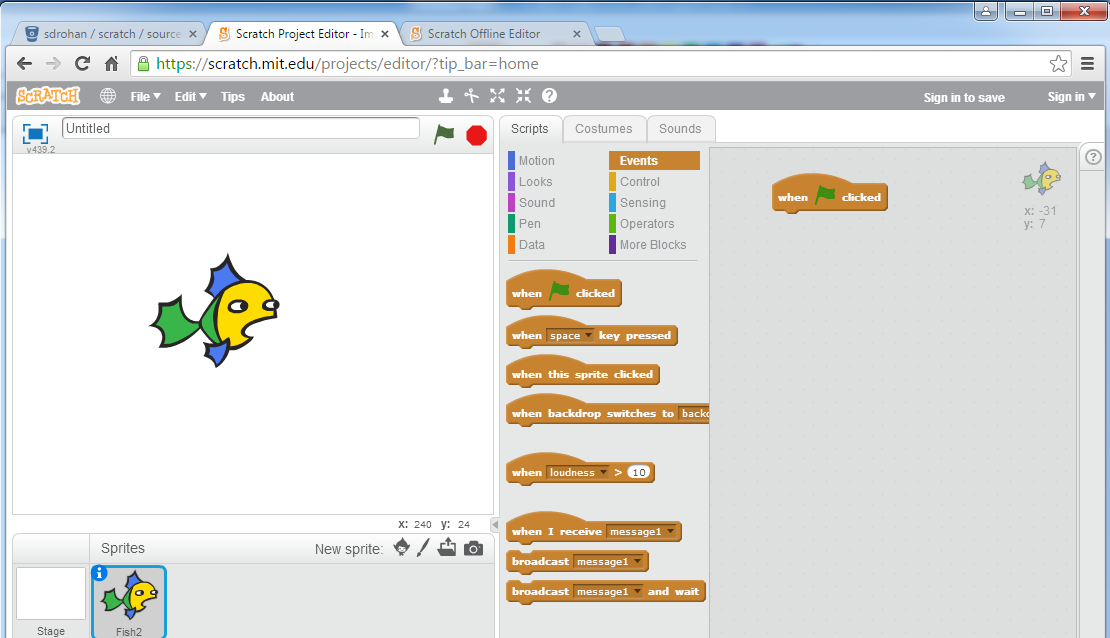 sdrohan / scratch / source
Scratch Project Editor - Im
Scratch Offline Editor
https://scratch.mit.edu/projects/editor/?tip_bar=home
SCRATCH
File
Edit
Tips
About
?
Sign in to save
Sign in
Untitled
v439.2
Scripts
Costumes
Sounds
Motion
Events
Looks
Control
Sound
Sensing
Pen
Operators
Data
More Blocks
when clicked
x: -31
y: 7
?
when clicked
when space key pressed
when this sprite clicked
when backdrop switches to backd
when loudness > 10
when I receive message1
broadcast message1
broadcast message1 and wait
x: 240 y: 24
Sprites
New sprite:
i
Stage
Fish2